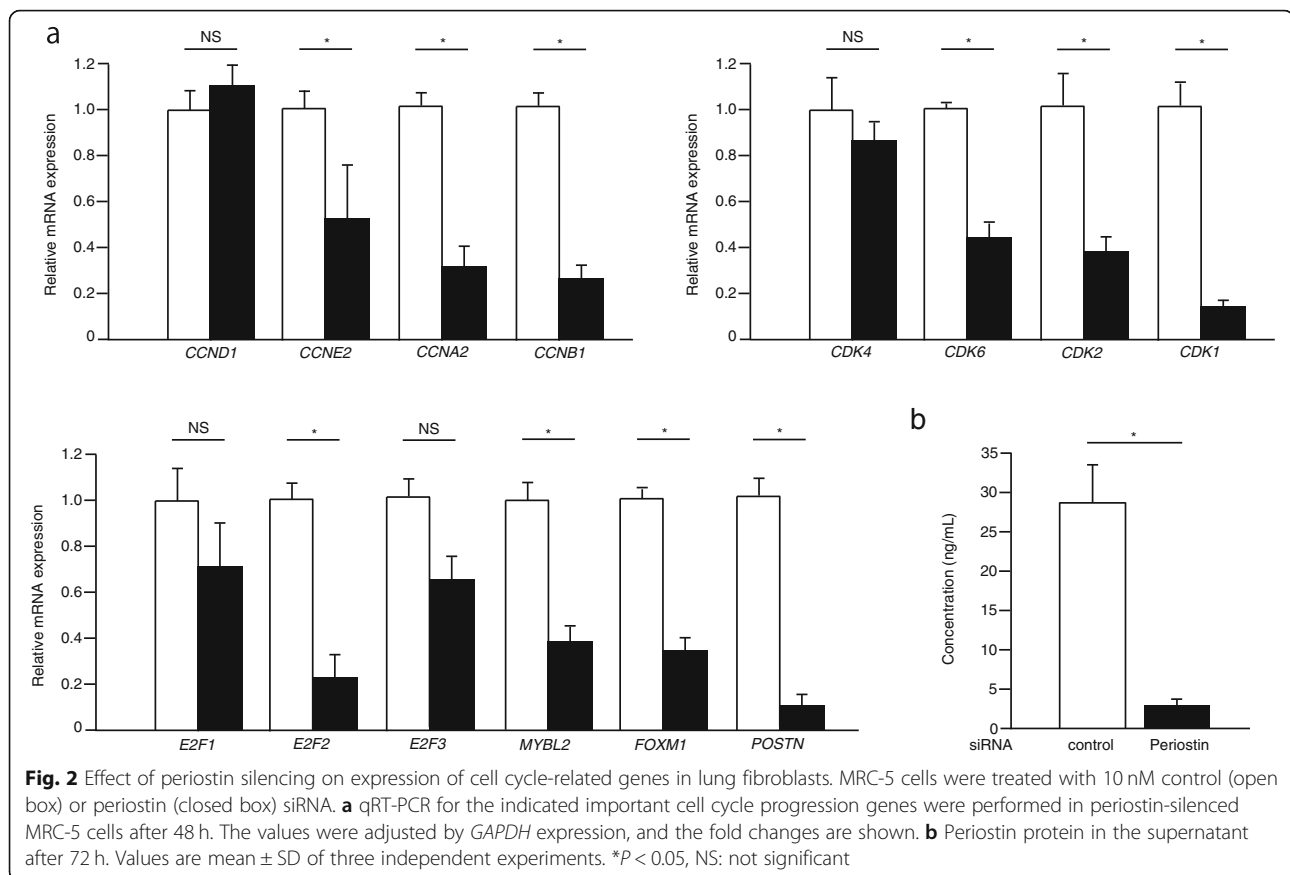 a
NS * * *
1.2
1.0
0.8
0.6
0.4
0.2
0
Relative mRNA expression
CCND1 CCNE2 CCNA2 CCNB1
NS * * *
1.2
1.0
0.8
0.6
0.4
0.2
0
Relative mRNA expression
CDK4 CDK6 CDK2 CDK1
NS * NS * * *
1.2
1.0
0.8
0.6
0.4
0.2
0
Relative mRNA expression
E2F1 E2F2 E2F3 MYBL2 FOXM1 POSTN
b
*
35
30
25
20
15
10
5
0
Concentration (ng/mL)
siRNA control Periostin
Fig. 2 Effect of periostin silencing on expression of cell cycle-related genes in lung fibroblasts. MRC-5 cells were treated with 10 nM control (open
box) or periostin (closed box) siRNA. a qRT-PCR for the indicated important cell cycle progression genes were performed in periostin-silenced
MRC-5 cells after 48 h. The values were adjusted by GAPDH expression, and the fold changes are shown. b Periostin protein in the supernatant
after 72 h. Values are mean ± SD of three independent experiments. *P < 0.05, NS: not significant